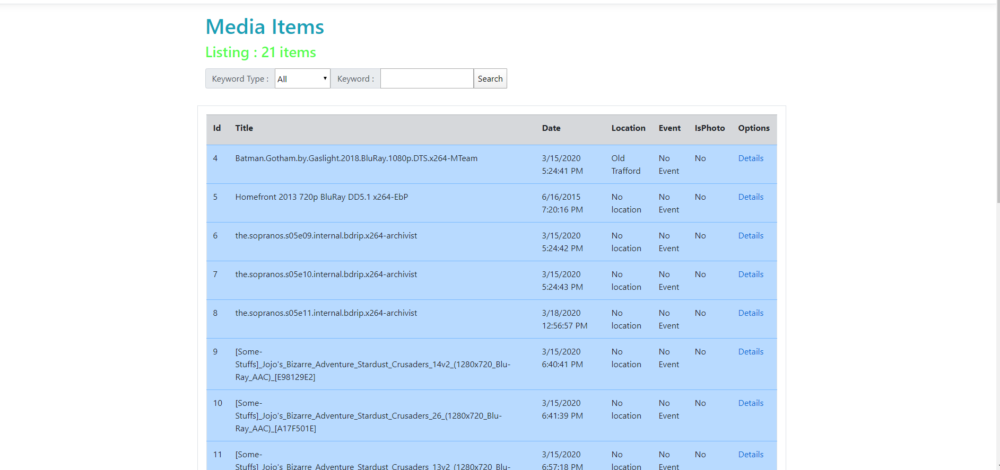 Media Items
Listing : 21 items
Keyword Type : All Keyword : Search
Id Title Date Location Event IsPhoto Options
4 Batman.Gotham.by.Gaslight.2018.BluRay.1080p.DTS.x264-MTeam 3/15/2020 Old No No Details
5:24:41 PM Trafford Event
5 Homefront 2013 720p BluRay DD5.1 x264-EbP 6/16/2015 No No No Details
7:20:16 PM location Event
6 the.sopranos.s05e09.internal.bdrip.x264-archivist 3/15/2020 No No No Details
5:24:42 PM location Event
7 the.sopranos.s05e10.internal.bdrip.x264-archivist 3/15/2020 No No No Details
5:24:43 PM location Event
8 the.sopranos.s05e11.internal.bdrip.x264-archivist 3/18/2020 No No No Details
12:56:57 PM location Event
9 [Some- 3/15/2020 No No No Details
Stuffs]_Jojo's_Bizarre_Adventure_Stardust_Crusaders_14v2_(1280x720_Blu- 6:40:41 PM location Event
Ray_AAC)_[E98129E2]
10 [Some- 3/15/2020 No No No Details
Stuffs]_Jojo's_Bizarre_Adventure_Stardust_Crusaders_26_(1280x720_Blu- 6:41:39 PM location Event
Ray_AAC)_[A17F501E]
11 [Some- 3/15/2020 No No No Details
Stuffs]_Jojo's_Bizarre_Adventure_Stardust_Crusaders_13v2_(1280x720_Blu- 6:57:18 PM location Event